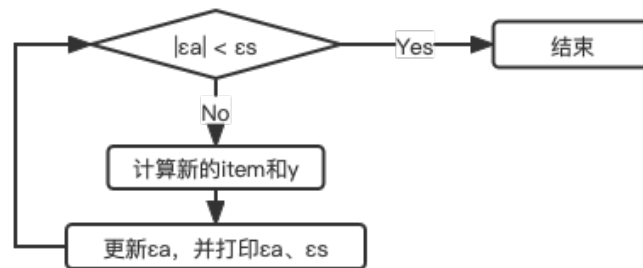 |εa| < εs
Yes
结束
No
计算新的item和y
更新εa，并打印εa、εs